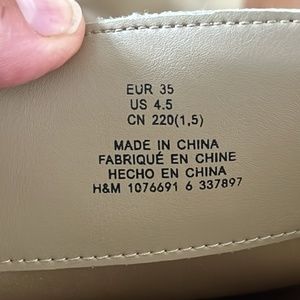 EUR 35
US 4.5
CN 220(1,5)
MADE IN CHINA
FABRIQUÉ EN CHINE
HECHO EN CHINA
H&M 1076691 6 337897